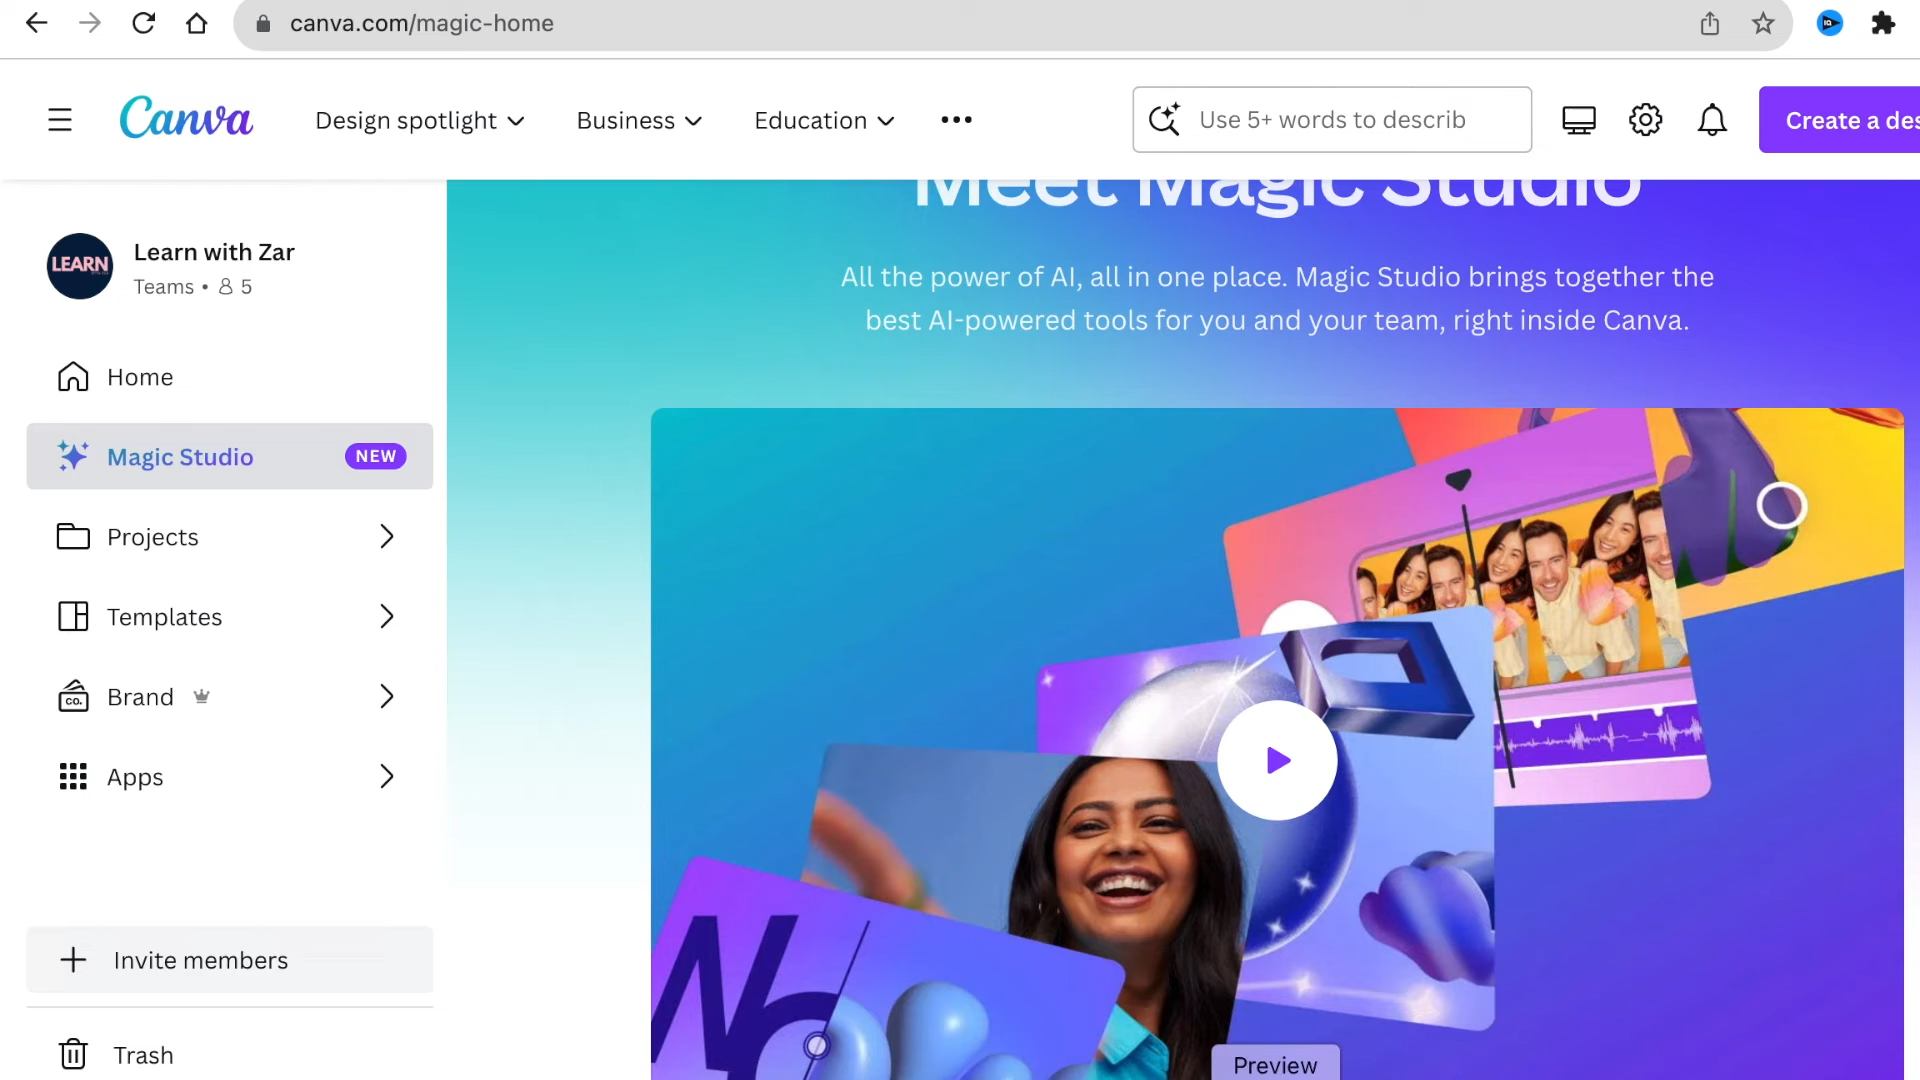 canva.com/magic-home
Canva
Design spotlight
Business
Education
Use 5+ words to describ
Create a des
Meet Magic Studio
Learn with Zar
LEARN
Teams • 5
All the power of AI, all in one place. Magic Studio brings together the
best AI-powered tools for you and your team, right inside Canva.
Home
Magic Studio
NEW
Projects
Templates
co.
Brand
Apps
Invite members
Trash
Preview